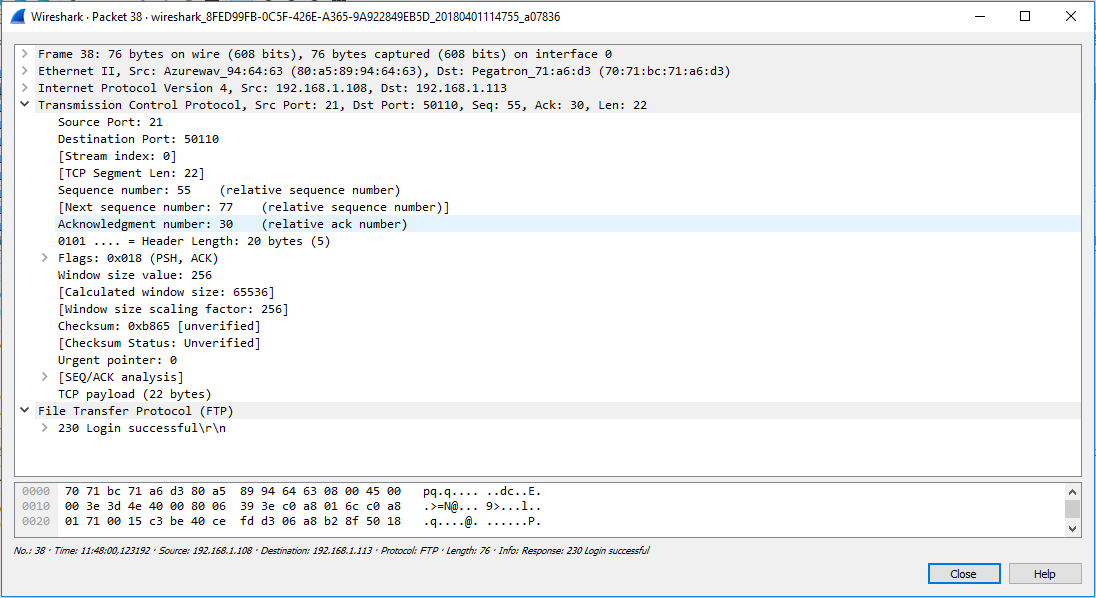 Wireshark · Packet 38 · wireshark_8FED99FB-0C5F-426E-A365-9A922849EB5D_20180401114755_a07836
Frame 38: 76 bytes on wire (608 bits), 76 bytes captured (608 bits) on interface 0
Ethernet II, Src: Azurewav_94:64:63 (80:a5:89:94:64:63), Dst: Pegatron_71:a6:d3 (70:71:bc:71:a6:d3)
Internet Protocol Version 4, Src: 192.168.1.108, Dst: 192.168.1.113
Transmission Control Protocol, Src Port: 21, Dst Port: 50110, Seq: 55, Ack: 30, Len: 22
Source Port: 21
Destination Port: 50110
[Stream index: 0]
[TCP Segment Len: 22]
Sequence number: 55    (relative sequence number)
[Next sequence number: 77    (relative sequence number)]
Acknowledgment number: 30    (relative ack number)
0101 .... = Header Length: 20 bytes (5)
Flags: 0x018 (PSH, ACK)
Window size value: 256
[Calculated window size: 65536]
[Window size scaling factor: 256]
Checksum: 0xb865 [unverified]
[Checksum Status: Unverified]
Urgent pointer: 0
[SEQ/ACK analysis]
TCP payload (22 bytes)
File Transfer Protocol (FTP)
230 Login successful\r\n
0000 70 71 bc 71 a6 d3 80 a5 89 94 64 63 08 00 45 00 pq.q.... ..dc..E.
0010 00 3e 3d 4e 40 00 80 06 39 3e c0 a8 01 6c c0 a8 .>=N@... 9>...l..
0020 01 71 00 15 c3 be 40 ce fd d3 06 a8 b2 8f 50 18 .q....@. ......P.
No.: 38 · Time: 11:48:00,123192 · Source: 192.168.1.108 · Destination: 192.168.1.113 · Protocol: FTP · Length: 76 · Info: Response: 230 Login successful
Close Help